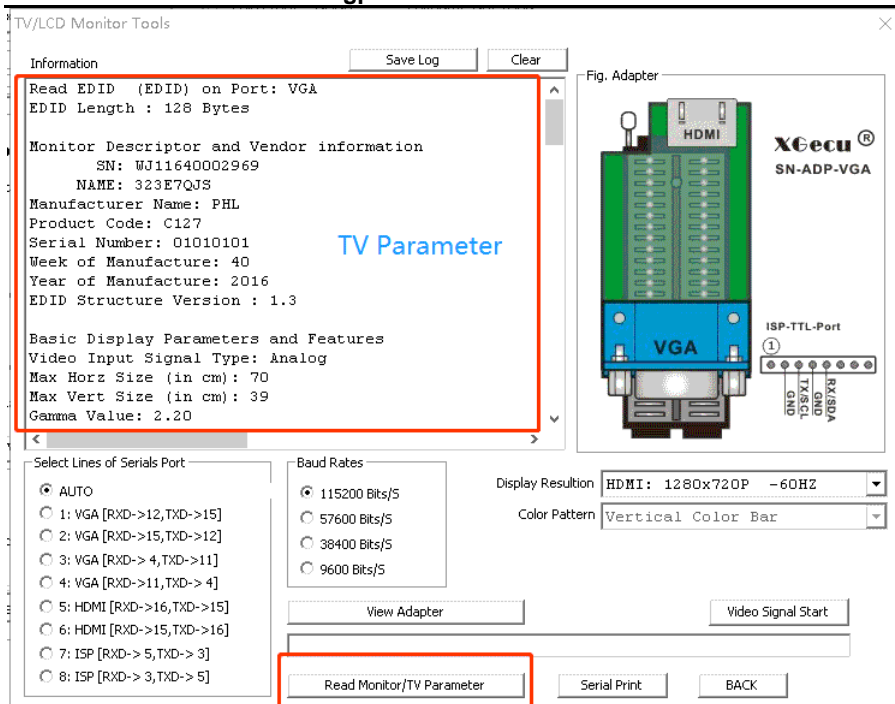 TV/LCD Monitor Tools
Information
Save Log
Clear
Read EDID (EDID) on Port: VGA
EDID Length : 128 Bytes
Monitor Descriptor and Vendor information
SN: WJ11640002969
NAME: 323E7QJS
Manufacturer Name: PHL
Product Code: C127
Serial Number: 01010101
Week of Manufacture: 40
Year of Manufacture: 2016
EDID Structure Version : 1.3
Basic Display Parameters and Features
Video Input Signal Type: Analog
Max Horz Size (in cm): 70
Max Vert Size (in cm): 39
Gamma Value: 2.20
TV Parameter
Fig. Adapter
HDMI
XGecu ®
SN-ADP-VGA
VGA
ISP-TTL-Port
1
GND
TX/SCL
GND
RX/SDA
Select Lines of Serials Port
AUTO
1: VGA [RXD->12,TXD->15]
2: VGA [RXD->15,TXD->12]
3: VGA [RXD-> 4,TXD->11]
4: VGA [RXD->11,TXD-> 4]
5: HDMI [RXD->16,TXD->15]
6: HDMI [RXD->15,TXD->16]
7: ISP [RXD-> 5,TXD-> 3]
8: ISP [RXD-> 3,TXD-> 5]
Baud Rates
115200 Bits/S
57600 Bits/S
38400 Bits/S
9600 Bits/S
Display Resultion
HDMI: 1280x720P -60HZ
Color Pattern
Vertical Color Bar
View Adapter
Video Signal Start
Read Monitor/TV Parameter
Serial Print
BACK